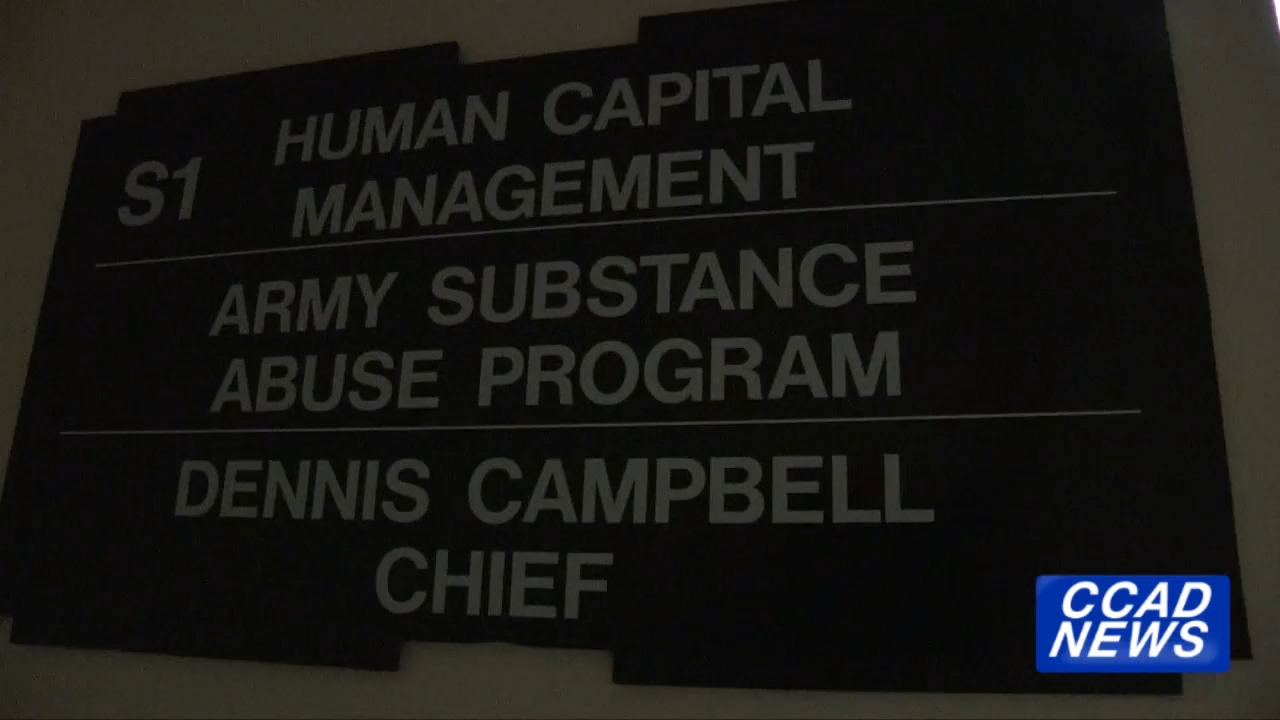 S1 HUMAN CAPITAL
MANAGEMENT
ARMY SUBSTANCE
ABUSE PROGRAM
DENNIS CAMPBELL
CHIEF
CCAD
NEWS